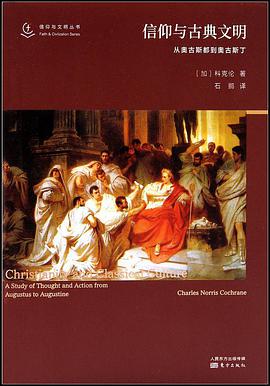 信仰与文明丛书
Faith & Civilization Series
信仰与古典文明
从奥古斯都到奥古斯丁
［加］科克伦 著
石鹏 译
Christianity and Classical Culture
A Study of Thought and Action from
Augustus to Augustine
Charles Norris Cochrane
人民东方出版传媒
东方出版社